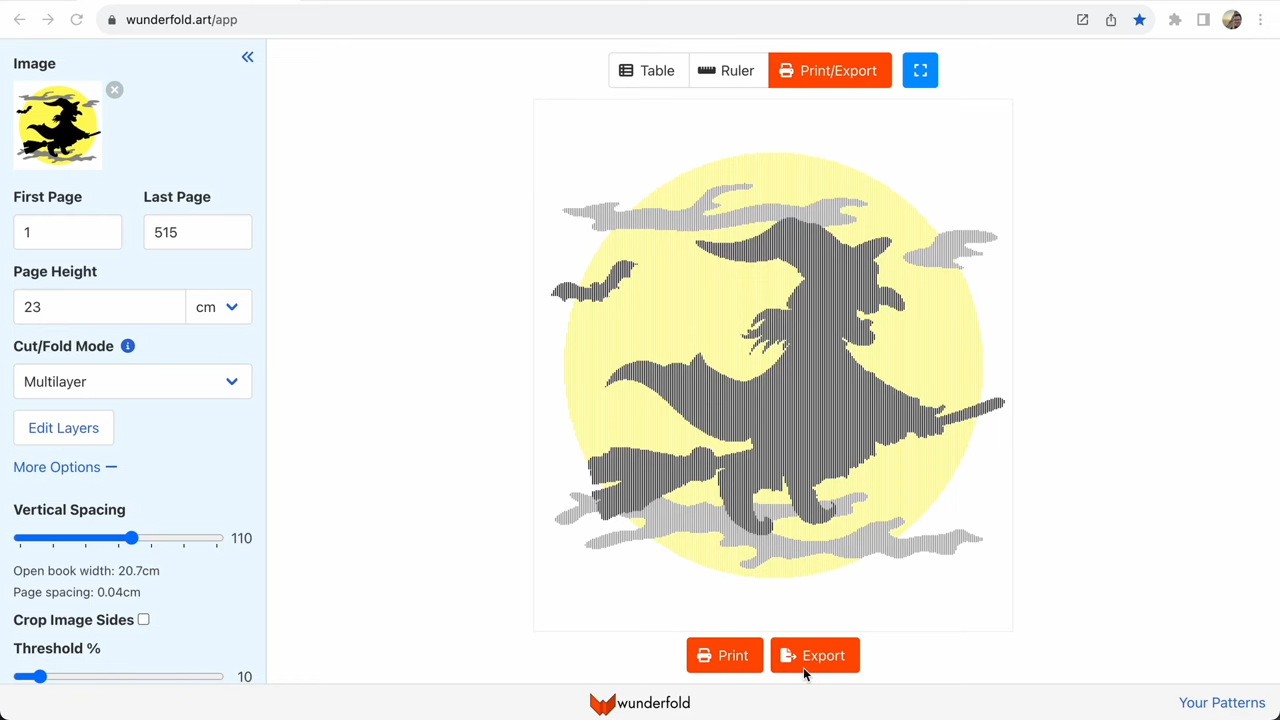 wunderfold.art/app
Image
First Page
Last Page
1
515
Page Height
23
cm
Cut/Fold Mode
Multilayer
Edit Layers
More Options
Vertical Spacing
110
Open book width: 20.7cm
Page spacing: 0.04cm
Crop Image Sides
Threshold %
10
Table
Ruler
Print/Export
Print
Export
wunderfold
Your Patterns